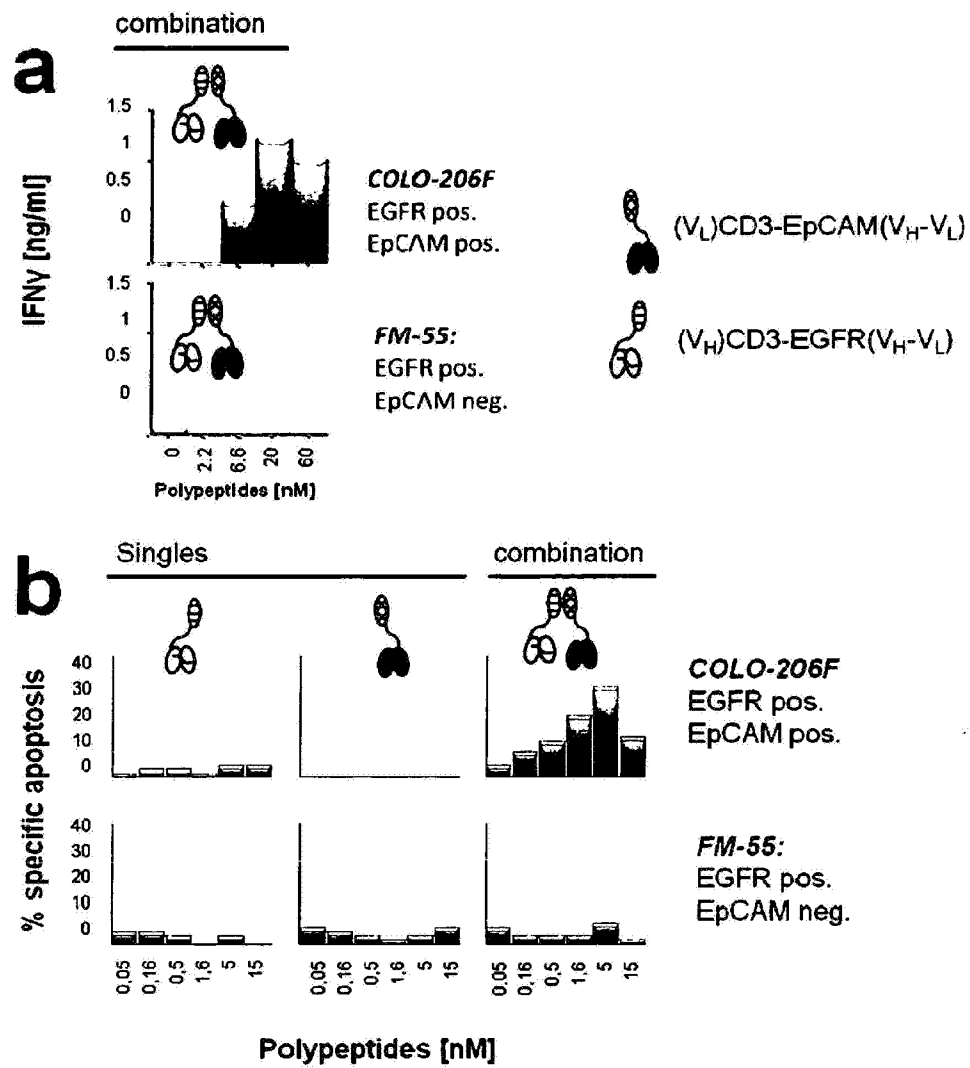 combination
a
1.5
1
0.5
0
IFNγ [ng/ml]
COLO-206F
EGFR pos.
EpCAM pos.
(VL)CD3-EpCAM(VH-VL)
1.5
1
0.5
0
FM-55:
EGFR pos.
EpCAM neg.
(VH)CD3-EGFR(VH-VL)
0 2.2 6.6 20 60
Polypeptides [nM]
b
Singles combination
% specific apoptosis
40
30
20
10
0
COLO-206F
EGFR pos.
EpCAM pos.
40
30
20
10
0
FM-55:
EGFR pos.
EpCAM neg.
0,05 0,16 0,5 1,6 5 15 0,05 0,16 0,5 1,6 5 15 0,05 0,16 0,5 1,6 5 15
Polypeptides [nM]